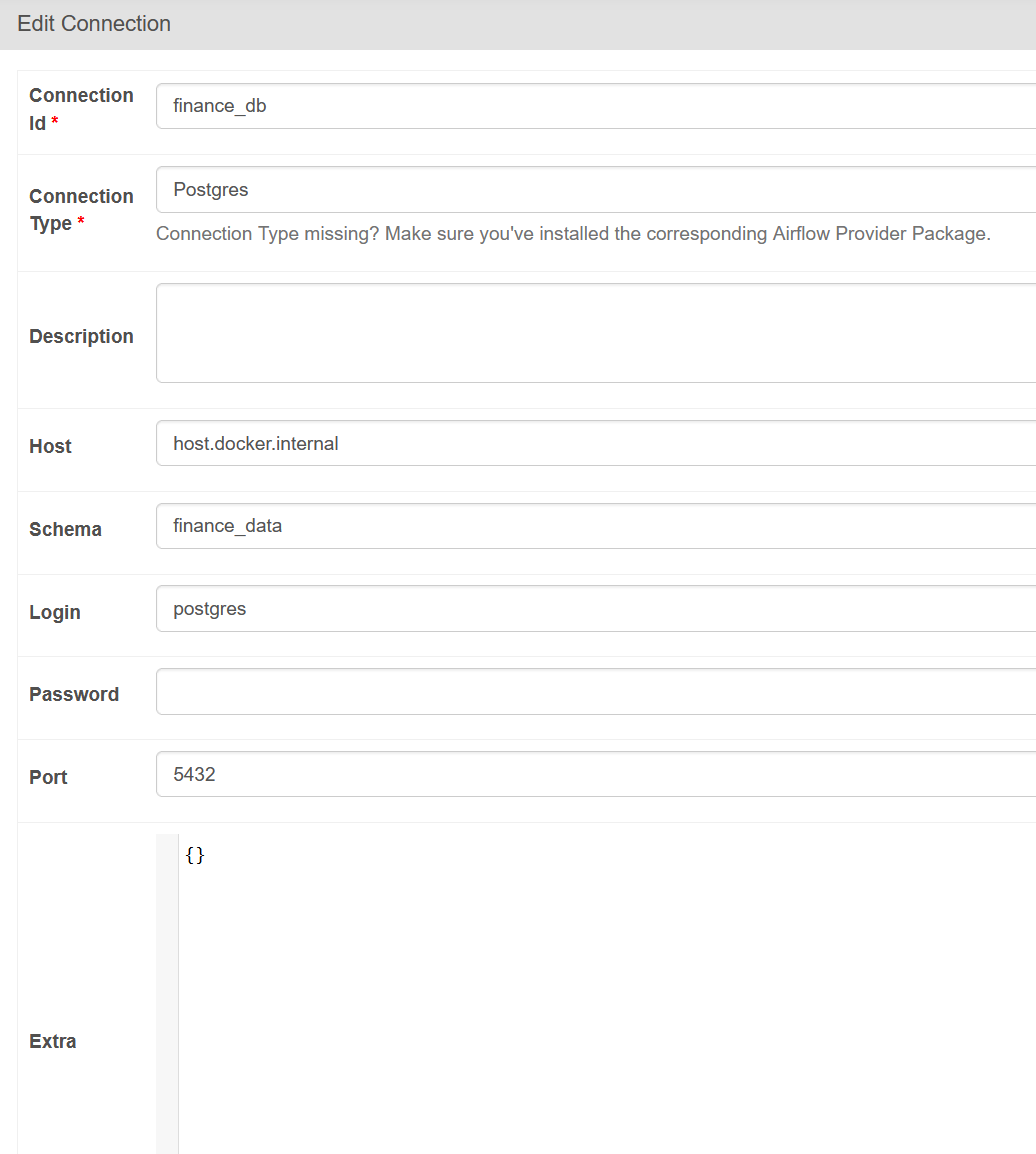 Edit Connection
Connection
Id *
finance_db
Connection
Type *
Postgres
Connection Type missing? Make sure you've installed the corresponding Airflow Provider Package.
Description
Host
host.docker.internal
Schema
finance_data
Login
postgres
Password
Port
5432
Extra
{}